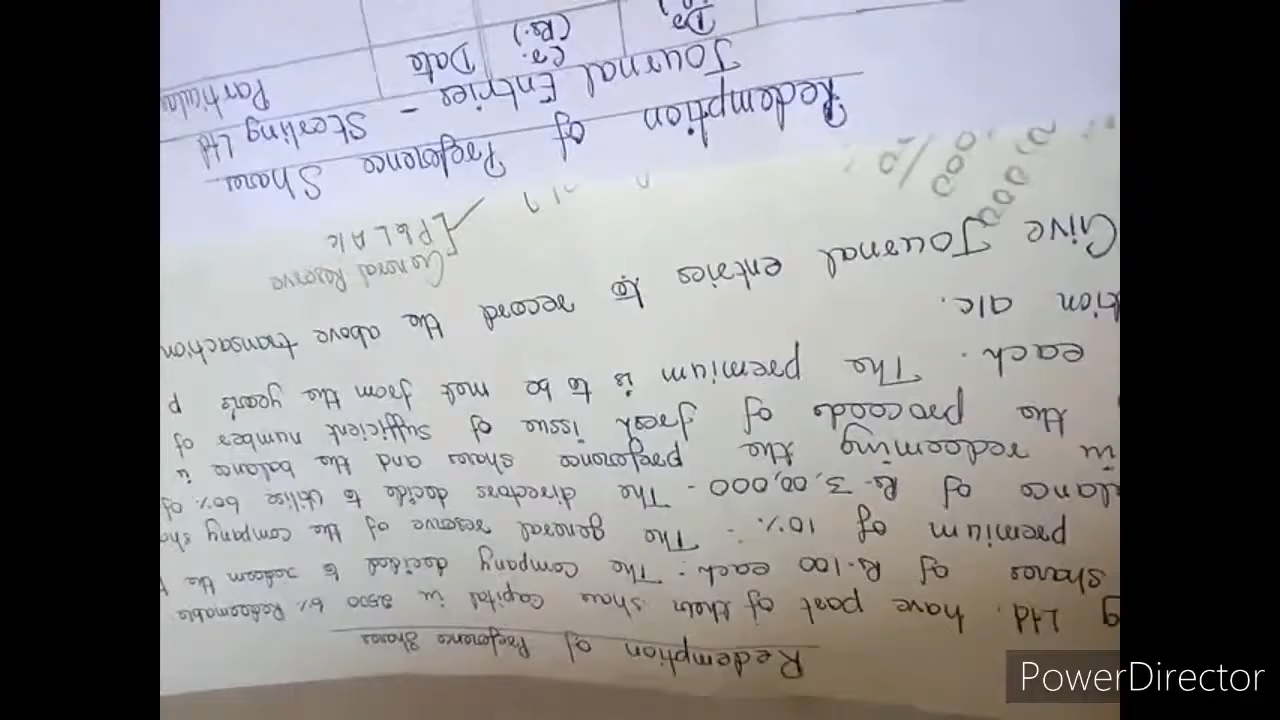 Redemption of Preference Shares
g Ltd. have part of their share capital in 2500 6% Redeemable
shares of Rs.100 each. The company decided to redeem the
premium of 10%. The general reserve of the company sho
lance of Rs. 3,00,000. The directors decide to utilise 60% of
in redeeming the preference shares and the balance is
the proceeds of fresh issue of sufficient number of
each. The premium is to be met from the year's p
tion a/c.
Give Journal entries to record the above transaction
General Reserve
P & L A/c
Redemption of Preference Shares
Journal Entries - Sterling Ltd
Date
Particula
Dr.
Cr.
(Rs.)
PowerDirector